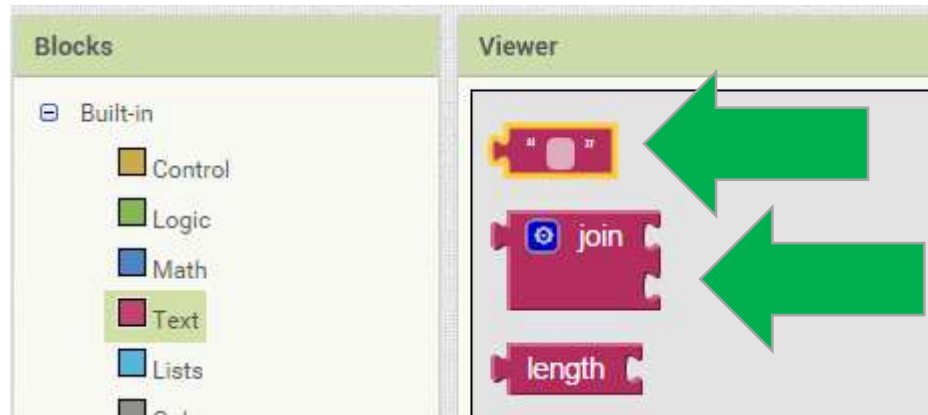 Blocks
Viewer
Built-in
Control
Logic
Math
Text
Lists
" "
join
length